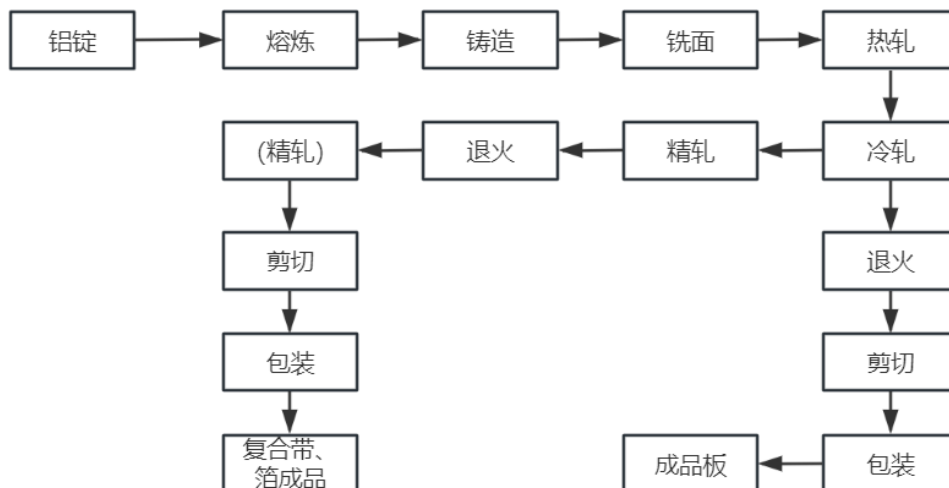 铝锭
熔炼
铸造
铣面
热轧
(精轧)
退火
精轧
冷轧
剪切
退火
包装
剪切
复合带、
箔成品
成品板
包装